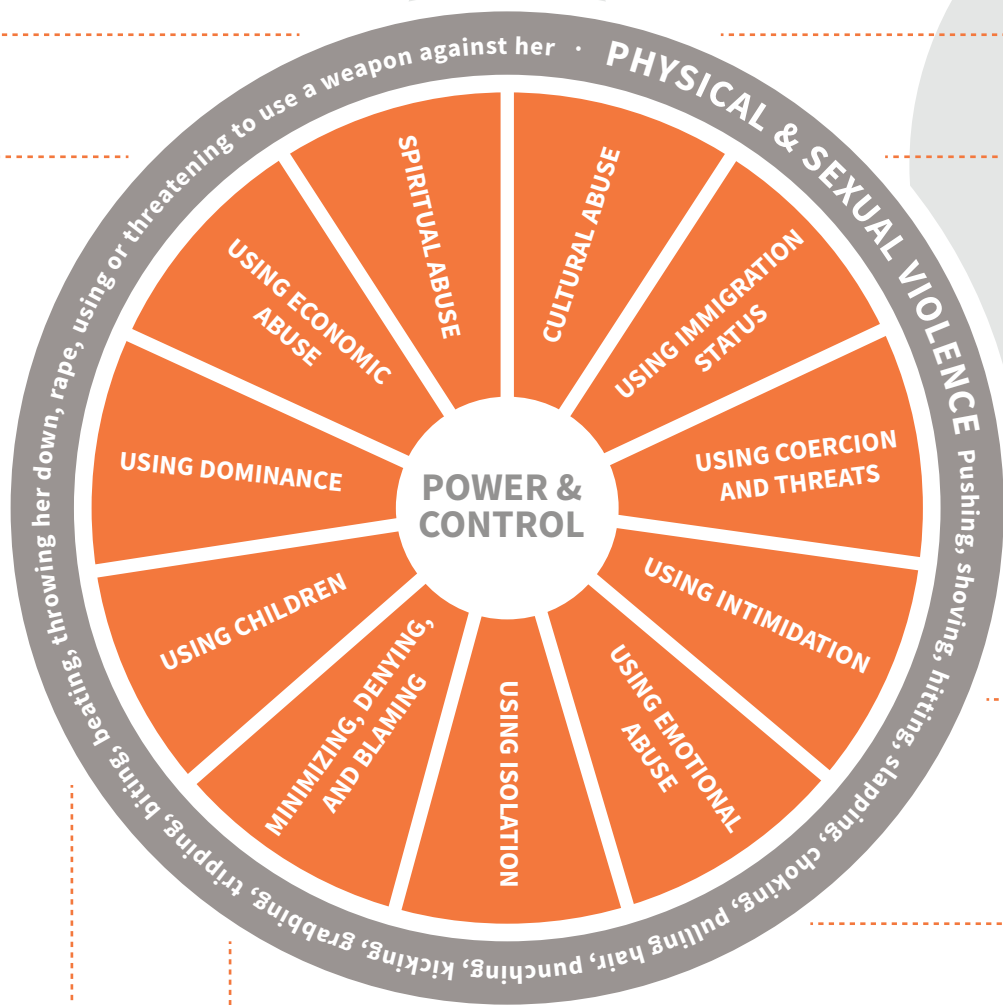 PHYSICAL & SEXUAL VIOLENCE Pushing, shoving, hitting, slapping, choking, pulling hair, punching, kicking, grabbing, tripping, biting, beating, throwing her down, rape, using or threatening to use a weapon against her ·
CULTURAL ABUSE
USING IMMIGRATION
STATUS
USING COERCION
AND THREATS
USING INTIMIDATION
USING EMOTIONAL
ABUSE
USING ISOLATION
MINIMIZING, DENYING,
AND BLAMING
USING CHILDREN
USING DOMINANCE
USING ECONOMIC
ABUSE
SPIRITUAL ABUSE
POWER &
CONTROL